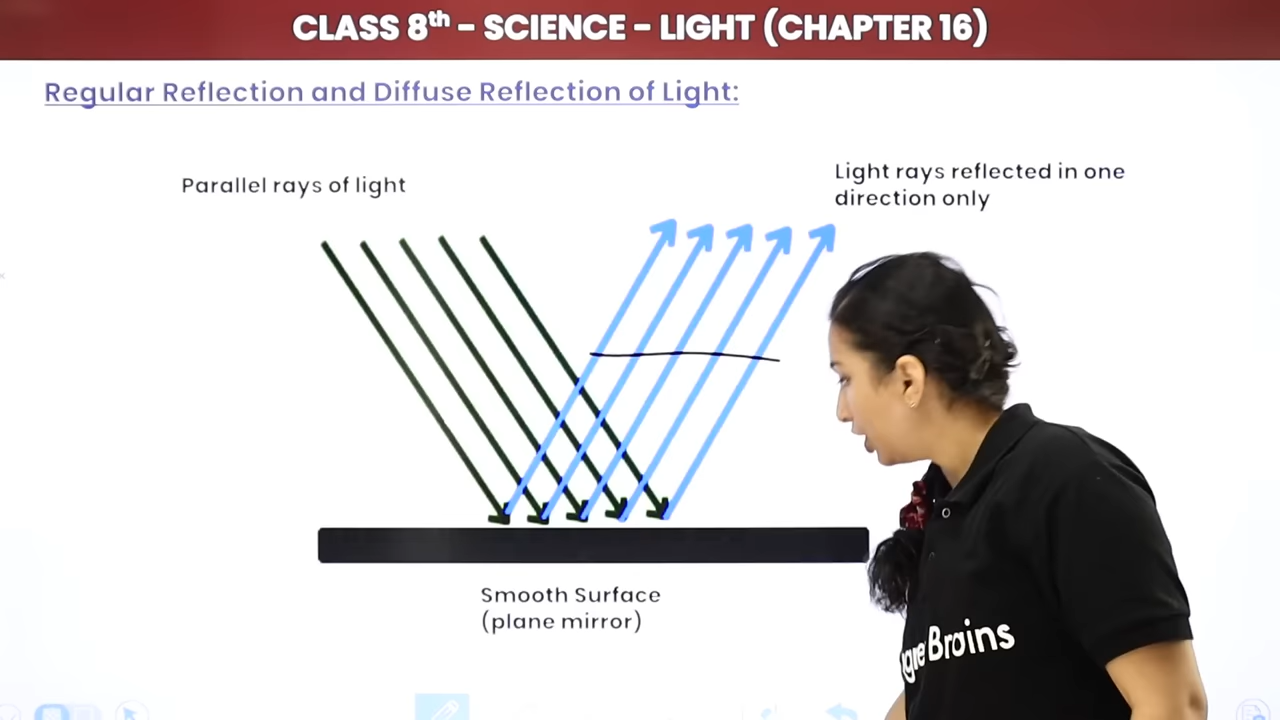 CLASS 8th – SCIENCE – LIGHT (CHAPTER 16)
Regular Reflection and Diffuse Reflection of Light:
Parallel rays of light
Light rays reflected in one
direction only
Smooth Surface
(plane mirror)
Brains